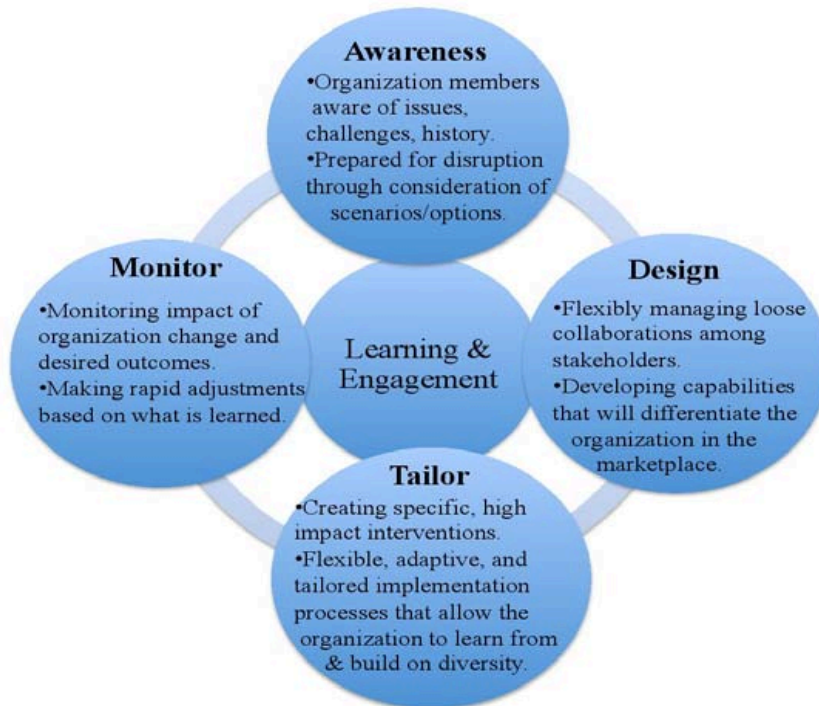 Awareness
•Organization members
aware of issues,
challenges, history.
•Prepared for disruption
through consideration of
scenarios/options.
Monitor
•Monitoring impact of
organization change and
desired outcomes.
•Making rapid adjustments
based on what is learned.
Learning &
Engagement
Design
•Flexibly managing loose
collaborations among
stakeholders.
•Developing capabilities
that will differentiate the
organization in the
marketplace.
Tailor
•Creating specific, high
impact interventions.
•Flexible, adaptive, and
tailored implementation
processes that allow the
organization to learn from
& build on diversity.